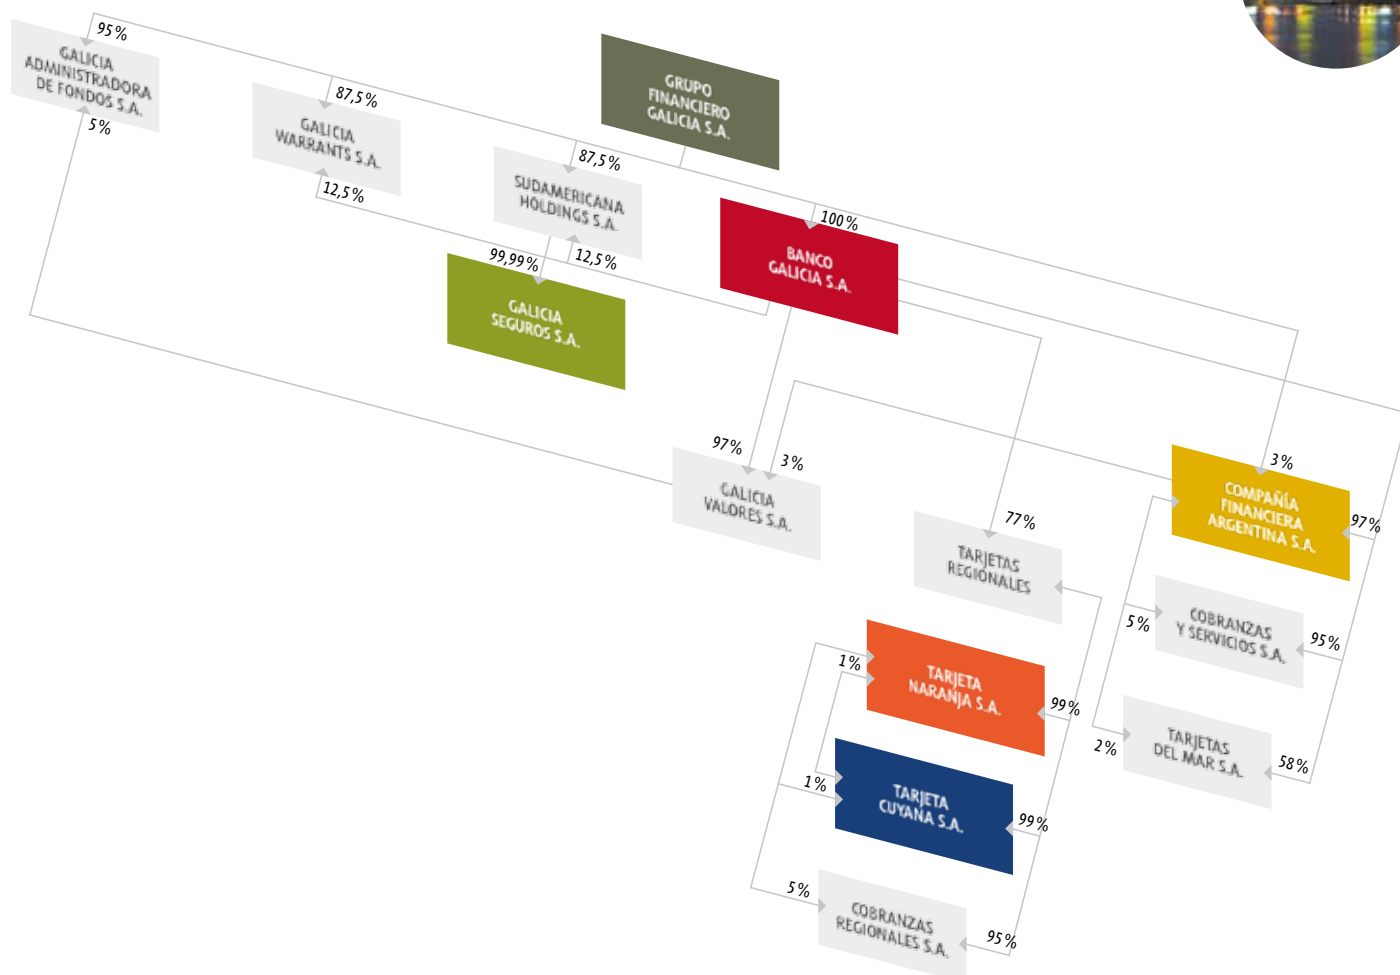 95%
GALICIA
ADMINISTRADORA
DE FONDOS S.A.
5%
87,5%
GALICIA
WARRANTS S.A.
12,5%
GRUPO
FINANCIERO
GALICIA S.A.
87,5%
SUDAMERICANA
HOLDINGS S.A.
12,5%
99,99%
GALICIA
SEGUROS S.A.
100%
BANCO
GALICIA S.A.
97%
3%
GALICIA
VALORES S.A.
77%
TARJETAS
REGIONALES
3%
COMPAÑÍA
FINANCIERA
ARGENTINA S.A.
97%
5%
COBRANZAS
Y SERVICIOS S.A.
95%
2%
TARJETAS
DEL MAR S.A.
58%
1%
TARJETA
NARANJA S.A.
99%
1%
TARJETA
CUYANA S.A.
99%
5%
COBRANZAS
REGIONALES S.A.
95%